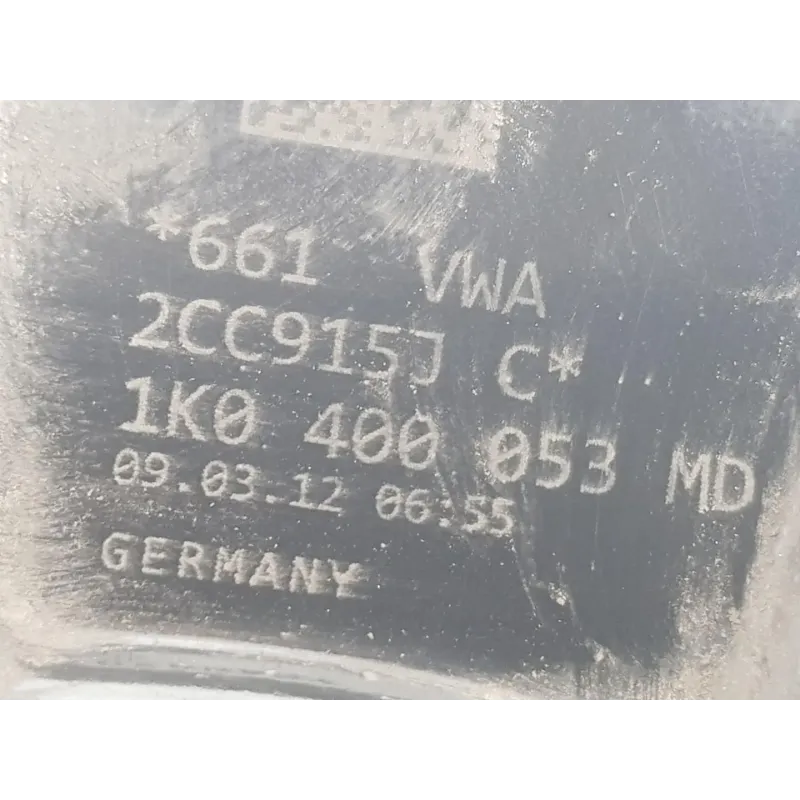 *661 VWA
2CC915J C*
1K0 400 053 MD
09.03.12 06:55
GERMANY